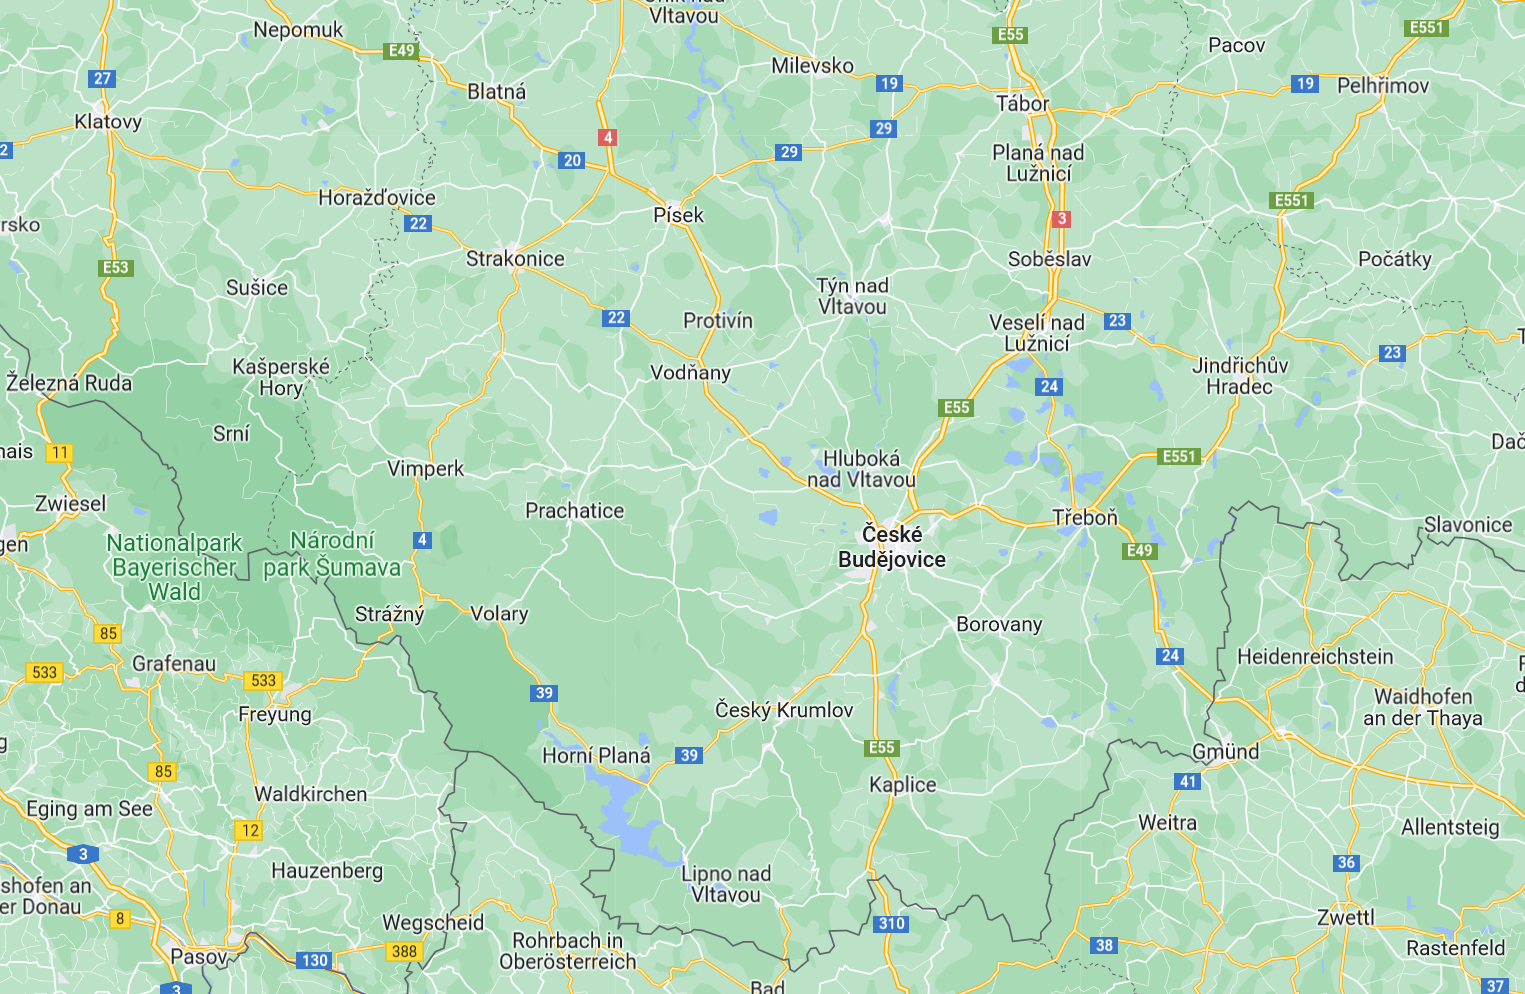 Vltavou
Nepomuk
E49
E55
E551
Pacov
Milevsko
27
19
19
Pelhřimov
Blatná
Tábor
Klatovy
29
4
2
20
29
Planá nad
Lužnicí
Horažďovice
E551
22
Písek
3
rsko
Strakonice
Soběslav
Počátky
E53
Sušice
Týn nad
Vltavou
22
Protivín
23
Veselí nad
Lužnicí
23
Kašperské
Hory
Vodňany
Jindřichův
Hradec
Železná Ruda
24
E55
Srní
Dač
nais
11
Hluboká
nad Vltavou
E551
Vimperk
Zwiesel
Prachatice
Třeboň
Slavonice
gen
Nationalpark
Bayerischer
Wald
Národní
park Šumava
4
České
Budějovice
E49
Strážný
Volary
Borovany
85
24
Heidenreichstein
Grafenau
533
533
39
Waidhofen
an der Thaya
Freyung
Český Krumlov
g
Horní Planá
39
E55
Gmünd
85
41
Kaplice
Waldkirchen
Eging am See
12
Weitra
Allentsteig
3
36
Hauzenberg
Lipno nad
Vltavou
shofen an
er Donau
8
Wegscheid
310
Zwettl
Rohrbach in
Oberösterreich
388
38
Rastenfeld
Pasov
130
3
Bad
37